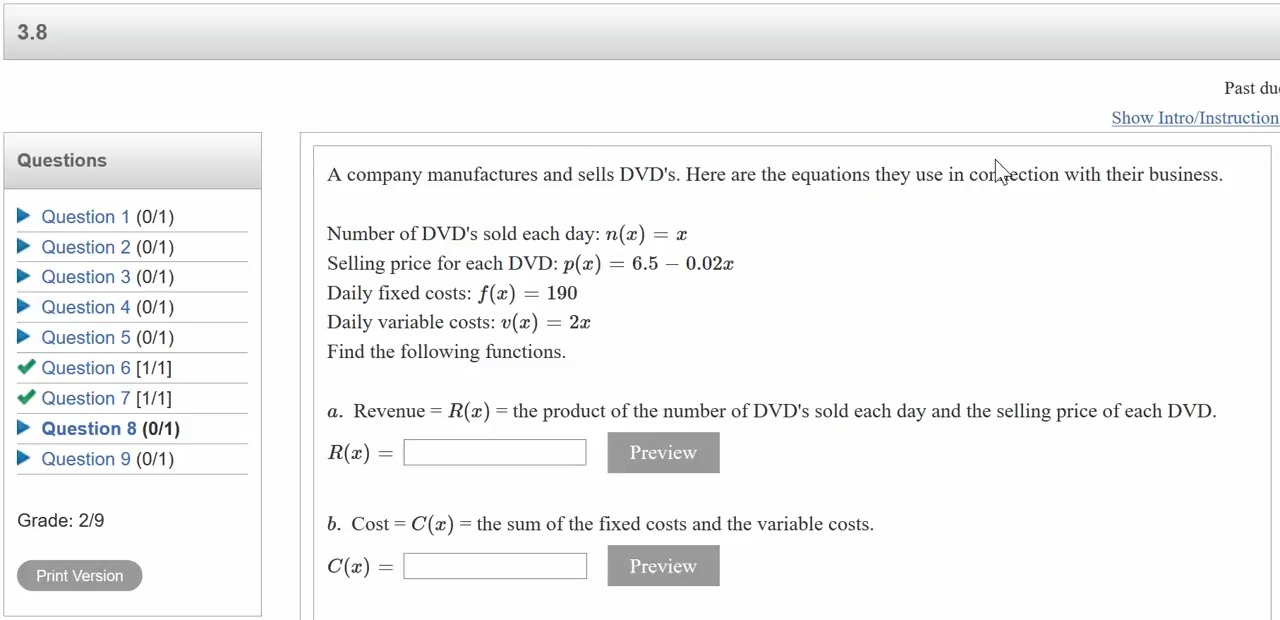 3.8
Past du
Show Intro/Instruction
Questions
Question 1 (0/1)
Question 2 (0/1)
Question 3 (0/1)
Question 4 (0/1)
Question 5 (0/1)
Question 6 [1/1]
Question 7 [1/1]
Question 8 (0/1)
Question 9 (0/1)
Grade: 2/9
Print Version
A company manufactures and sells DVD's. Here are the equations they use in connection with their business.
Number of DVD's sold each day: n(x) = x
Selling price for each DVD: p(x) = 6.5 − 0.02x
Daily fixed costs: f(x) = 190
Daily variable costs: v(x) = 2x
Find the following functions.
a. Revenue = R(x) = the product of the number of DVD's sold each day and the selling price of each DVD.
R(x) =
Preview
b. Cost = C(x) = the sum of the fixed costs and the variable costs.
C(x) =
Preview